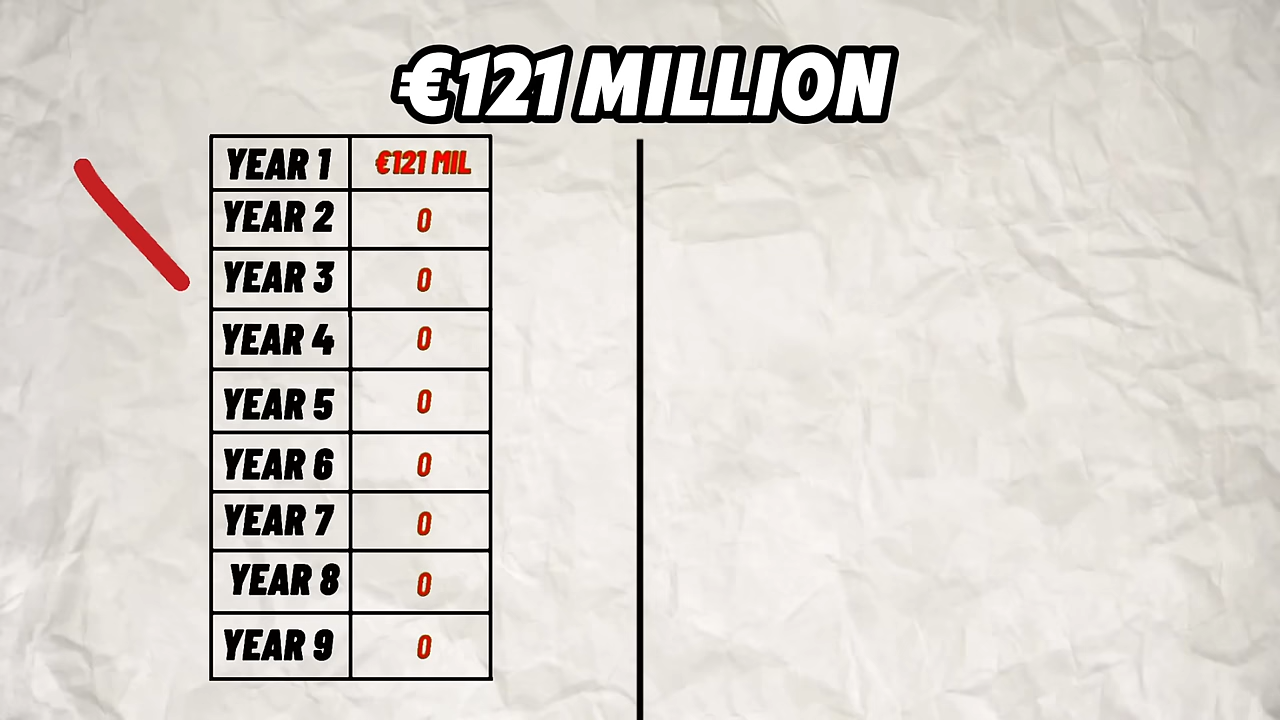 €121 MILLION
YEAR 1 €121 MIL
YEAR 2 0
YEAR 3 0
YEAR 4 0
YEAR 5 0
YEAR 6 0
YEAR 7 0
YEAR 8 0
YEAR 9 0